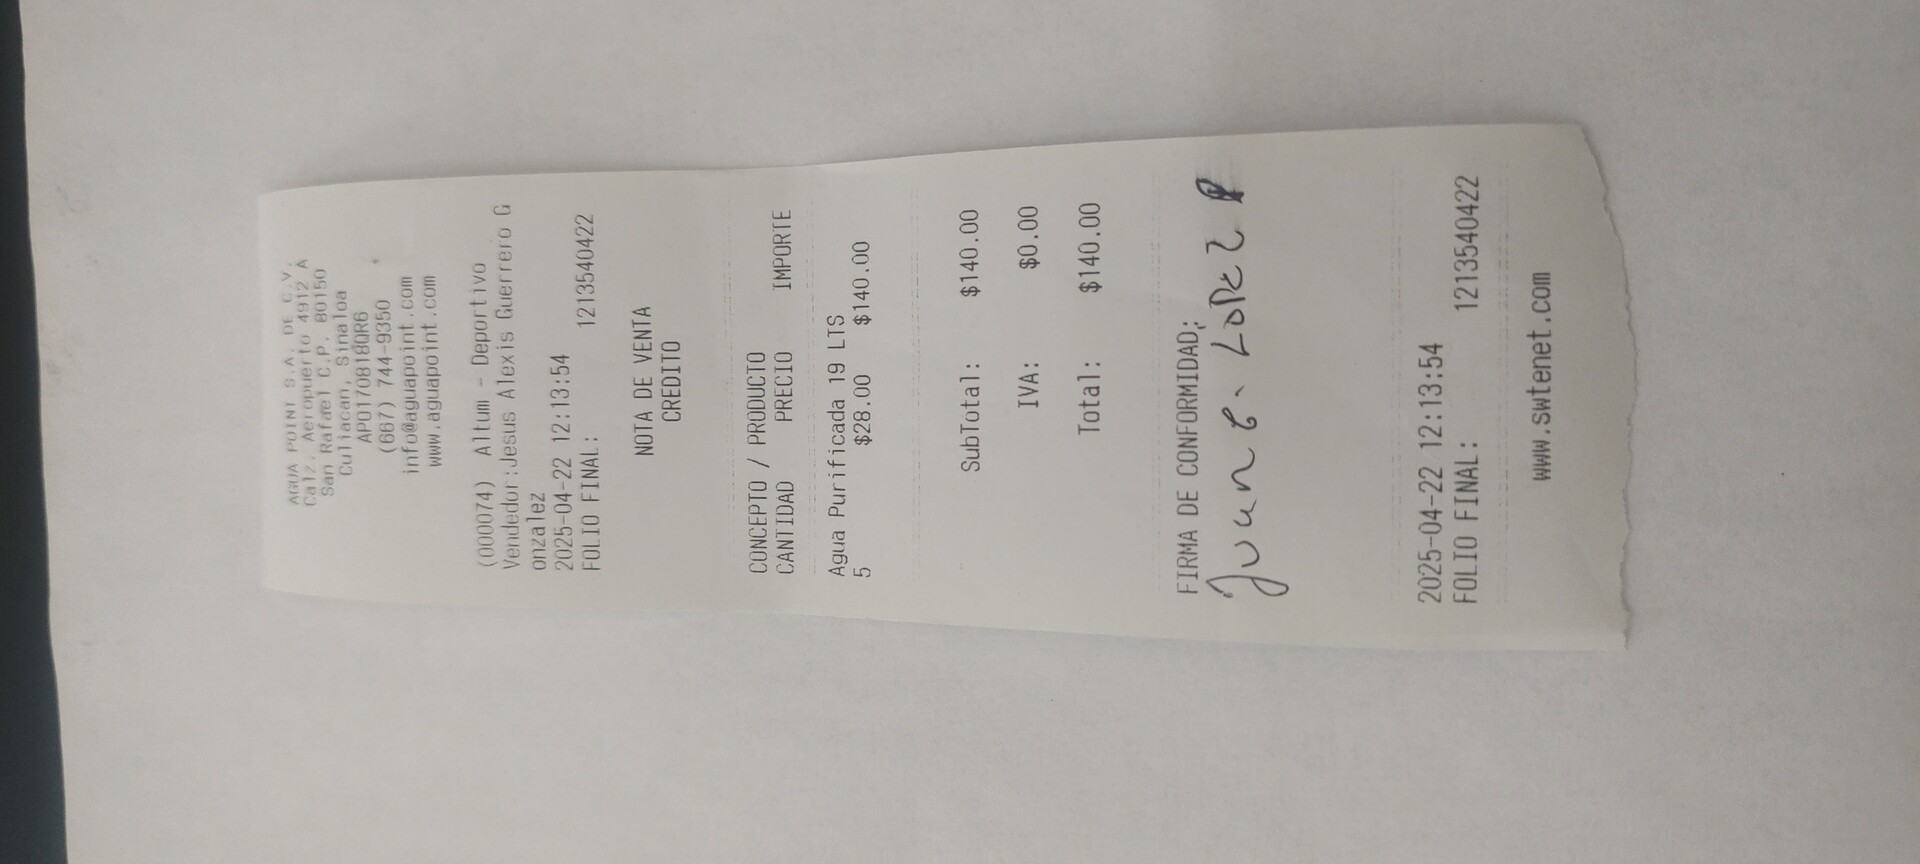 AGUA POINT S.A. DE C.V.
Calz. Aeropuerto 4912 A
San Rafael C.P. 80150
Culiacan, Sinaloa
APO170818QR6
(667) 744-9350
info@aguapoint.com
www.aguapoint.com
(000074) Altum - Deportivo
Vendedor:Jesus Alexis Guerrero G
onzalez
2025-04-22 12:13:54
FOLIO FINAL: 1213540422
NOTA DE VENTA
CREDITO
CONCEPTO / PRODUCTO
CANTIDAD PRECIO IMPORTE
Agua Purificada 19 LTS
5 $28.00 $140.00
SubTotal: $140.00
IVA: $0.00
Total: $140.00
FIRMA DE CONFORMIDAD:
Juan Lopez
2025-04-22 12:13:54
FOLIO FINAL: 1213540422
www.swtenet.com